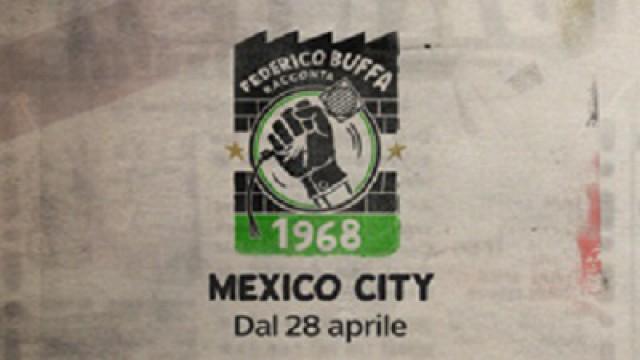 FEDERICO BUFFA
RACCONTA
1968
MEXICO CITY
Dal 28 aprile